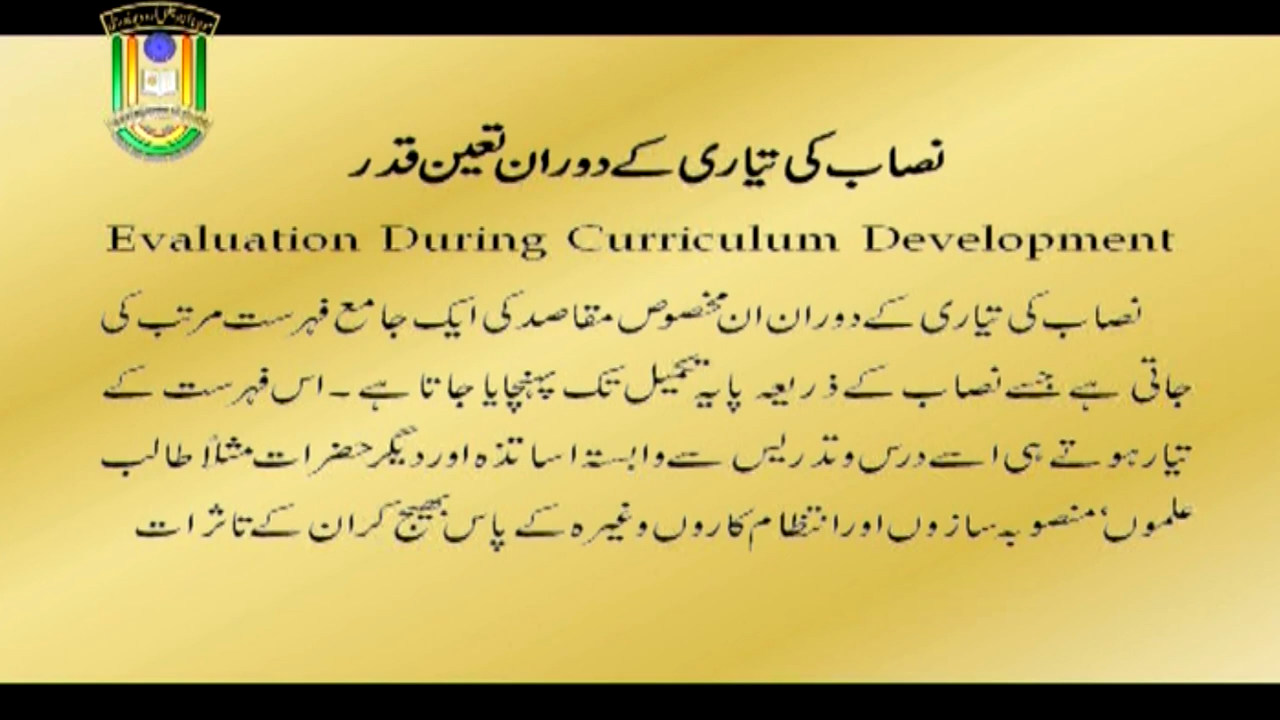 نصاب کی تیاری کے دوران تعین قدر
Evaluation During Curriculum Development
نصاب کی تیاری کے دوران ان مخصوص مقاصد کی ایک جامع فہرست مرتب کی
جاتی ہے جسے نصاب کے ذریعہ پایہ تکمیل تک پہنچایا جاتا ہے۔ اس فہرست کے
تیار ہوتے ہی اسے درس و تدریس سے وابستہ اساتذہ اور دیگر حضرات مثلاً طالب
علموں، منصوبہ سازوں اور انتظام کاروں وغیرہ کے پاس بھیج کر ان کے تاثرات